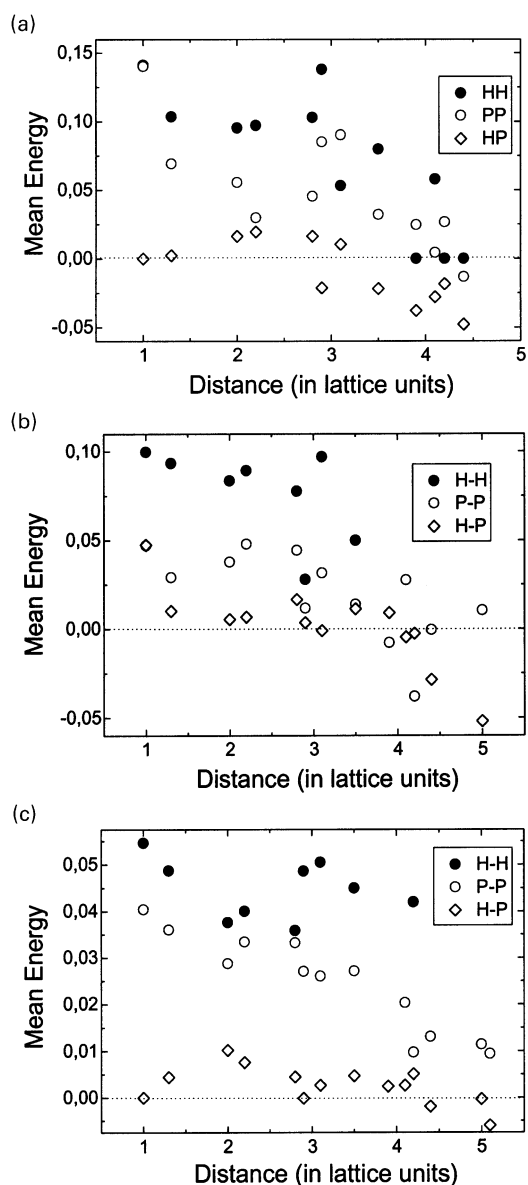 (a)
0,15
0,10
0,05
0,00
-0,05
Mean Energy
HH
PP
HP
1 2 3 4 5
Distance (in lattice units)
(b)
0,10
0,05
0,00
-0,05
Mean Energy
H-H
P-P
H-P
1 2 3 4 5
Distance (in lattice units)
(c)
0,05
0,04
0,03
0,02
0,01
0,00
Mean Energy
H-H
P-P
H-P
1 2 3 4 5
Distance (in lattice units)